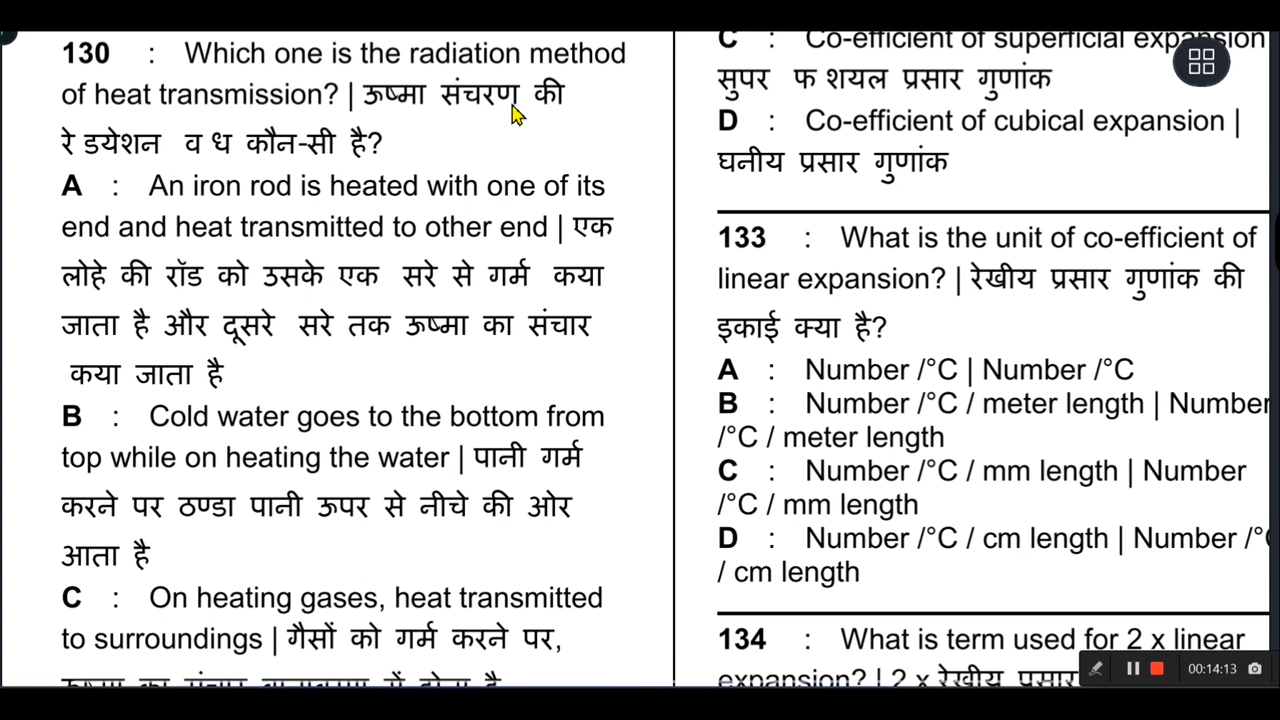 130 : Which one is the radiation method
of heat transmission? | ऊष्मा संचरण की
रे डयेशन व ध कौन-सी है?
A : An iron rod is heated with one of its
end and heat transmitted to other end | एक
लोहे की रॉड को उसके एक सरे से गर्म कया
जाता है और दूसरे सरे तक ऊष्मा का संचार
कया जाता है
B : Cold water goes to the bottom from
top while on heating the water | पानी गर्म
करने पर ठण्डा पानी ऊपर से नीचे की ओर
आता है
C : On heating gases, heat transmitted
to surroundings | गैसों को गर्म करने पर,
C : Co-efficient of superficial expansion
सुपर फ शयल प्रसार गुणांक
D : Co-efficient of cubical expansion |
घनीय प्रसार गुणांक
133 : What is the unit of co-efficient of
linear expansion? | रेखीय प्रसार गुणांक की
इकाई क्या है?
A : Number /°C | Number /°C
B : Number /°C / meter length | Number
/°C / meter length
C : Number /°C / mm length | Number
/°C / mm length
D : Number /°C / cm length | Number /°C
/ cm length
134 : What is term used for 2 x linear
expansion? | 2 x रेखीय प्रसार
00:14:13